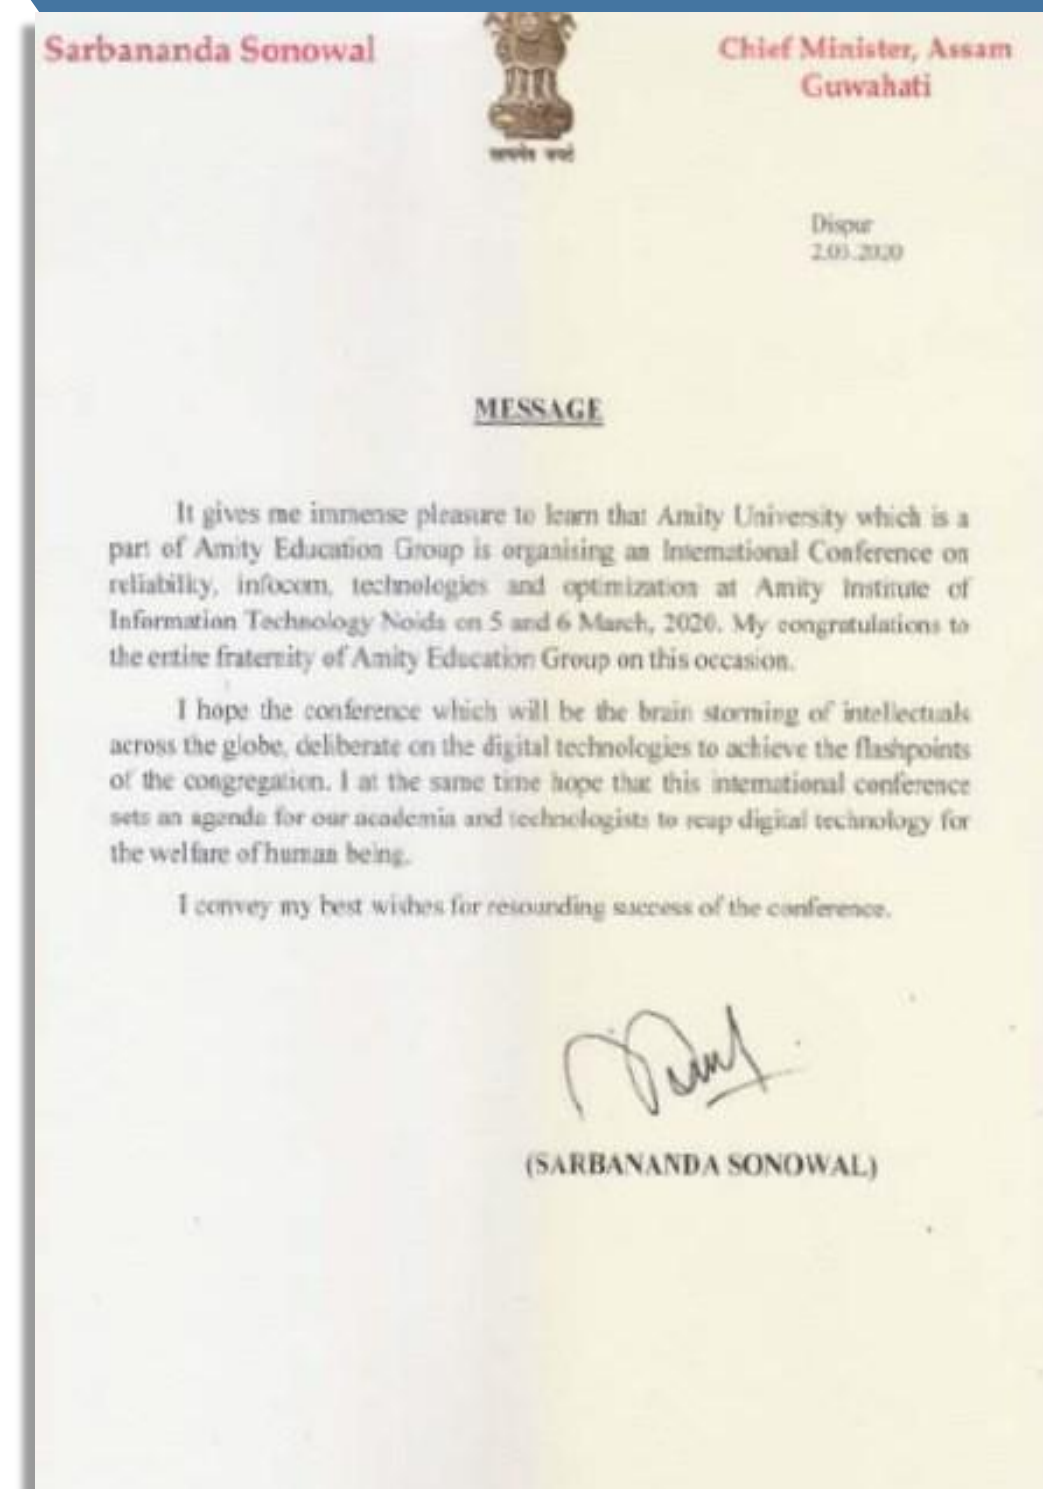 Sarbananda Sonowal
Chief Minister, Assam
Guwahati
सत्यमेव जयते
Dispur
2.03.2020
MESSAGE
It gives me immense pleasure to learn that Amity University which is a
part of Amity Education Group is organising an International Conference on
reliability, infocom, technologies and optimization at Amity Institute of
Information Technology Noida on 5 and 6 March, 2020. My congratulations to
the entire fraternity of Amity Education Group on this occasion.
I hope the conference which will be the brain storming of intellectuals
across the globe, deliberate on the digital technologies to achieve the flashpoints
of the congregation. I at the same time hope that this international conference
sets an agenda for our academia and technologists to reap digital technology for
the welfare of human being.
I convey my best wishes for resounding success of the conference.
(SARBANANDA SONOWAL)